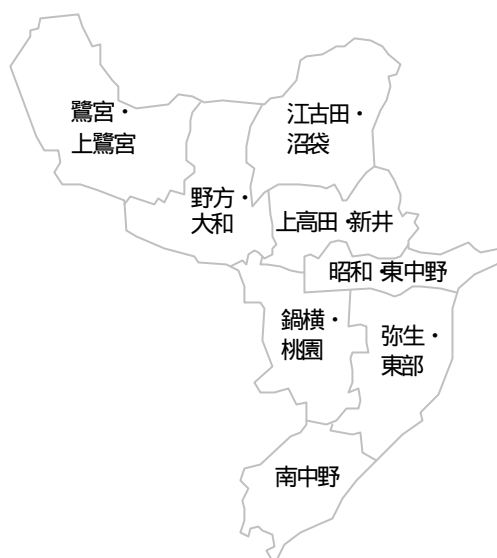 鷺宮・
上鷺宮
江古田・
沼袋
野方・
大和
上高田・新井
昭和・東中野
鍋横・
桃園
弥生・
東部
南中野